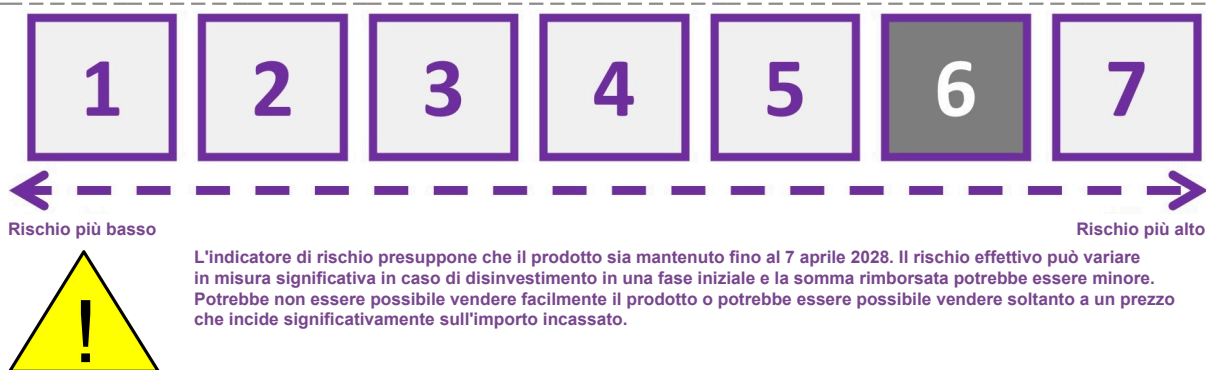 1 2 3 4 5 6 7
Rischio più basso Rischio più alto
L'indicatore di rischio presuppone che il prodotto sia mantenuto fino al 7 aprile 2028. Il rischio effettivo può variare
in misura significativa in caso di disinvestimento in una fase iniziale e la somma rimborsata potrebbe essere minore.
Potrebbe non essere possibile vendere facilmente il prodotto o potrebbe essere possibile vendere soltanto a un prezzo
che incide significativamente sull'importo incassato.
!